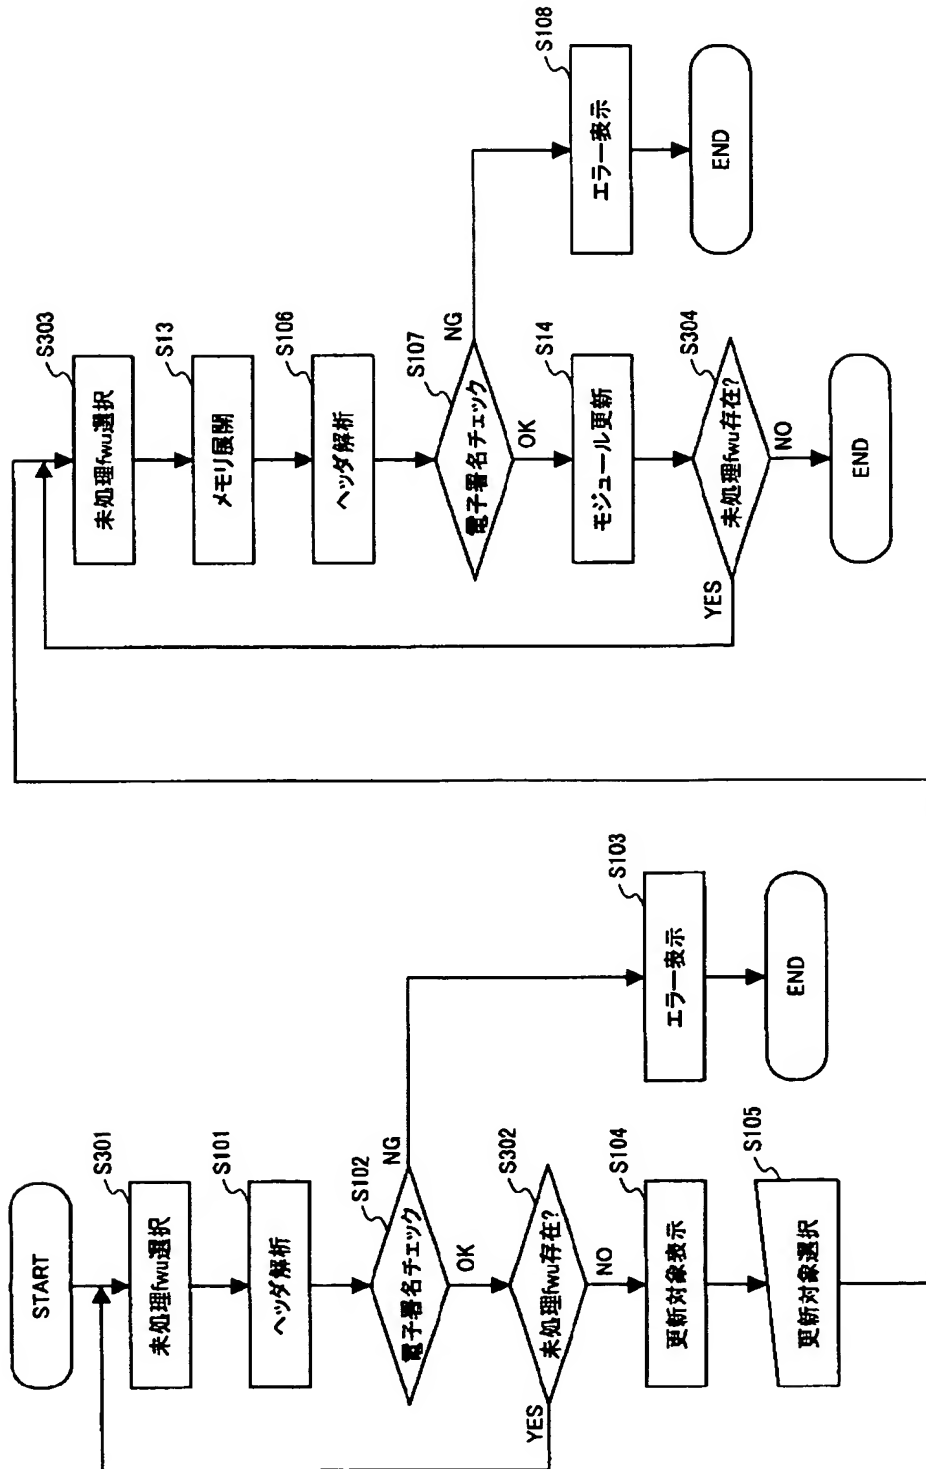 START
S301
未処理fwu選択
S101
ヘッダ解析
S102
電子署名チェック
NG
OK
S302
未処理fwu存在?
YES
NO
S104
更新対象表示
S105
更新対象選択
S103
エラー表示
END
S303
未処理fwu選択
S13
メモリ展開
S106
ヘッダ解析
S107
電子署名チェック
NG
OK
S14
モジュール更新
S304
未処理fwu存在?
YES
NO
END
S108
エラー表示
END